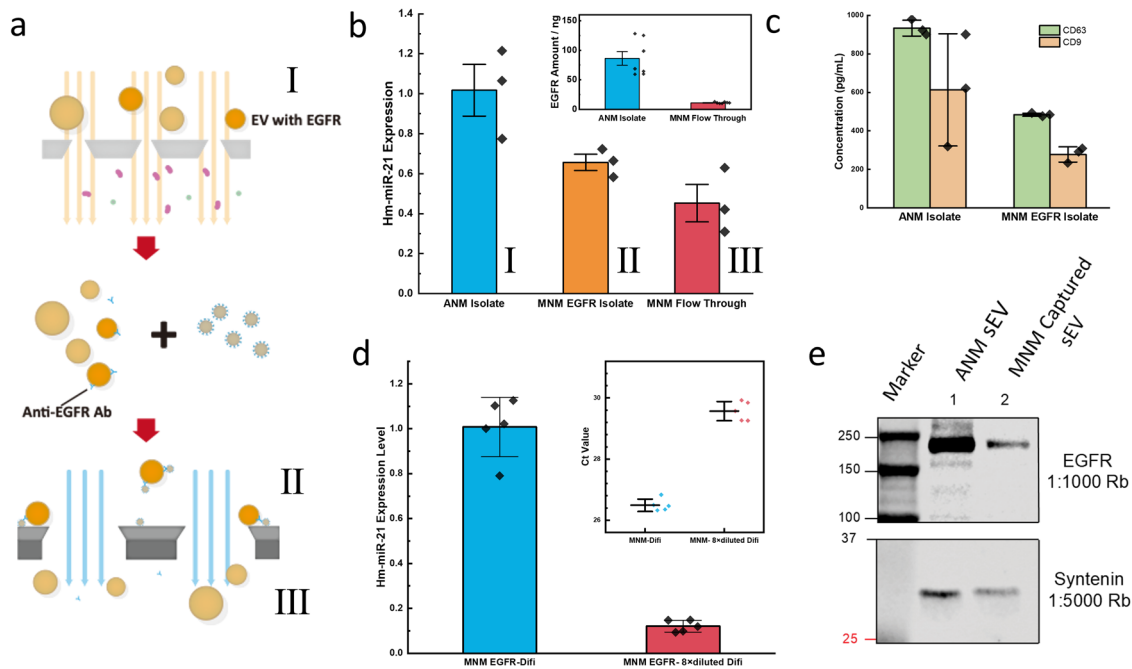 a
I
EV with EGFR
Anti-EGFR Ab
II
III
b
Hm-miR-21 Expression
1.4
1.2
1.0
0.8
0.6
0.4
0.2
0.0
I
II
III
ANM Isolate
MNM EGFR Isolate
MNM Flow Through
EGFR Amount / ng
150
100
50
0
ANM Isolate
MNM Flow Through
c
Concentration (pg/mL)
1000
800
600
400
200
0
CD63
CD9
ANM Isolate
MNM EGFR Isolate
d
Hm-miR-21 Expression Level
1.4
1.2
1.0
0.8
0.6
0.4
0.2
0.0
MNM EGFR-Difi
MNM EGFR- 8×diluted Difi
Ct Value
30
28
26
MNM-Difi
MNM- 8×diluted Difi
e
Marker
ANM sEV
MNM Captured
sEV
1
2
250
150
100
EGFR
1:1000 Rb
37
25
Syntenin
1:5000 Rb